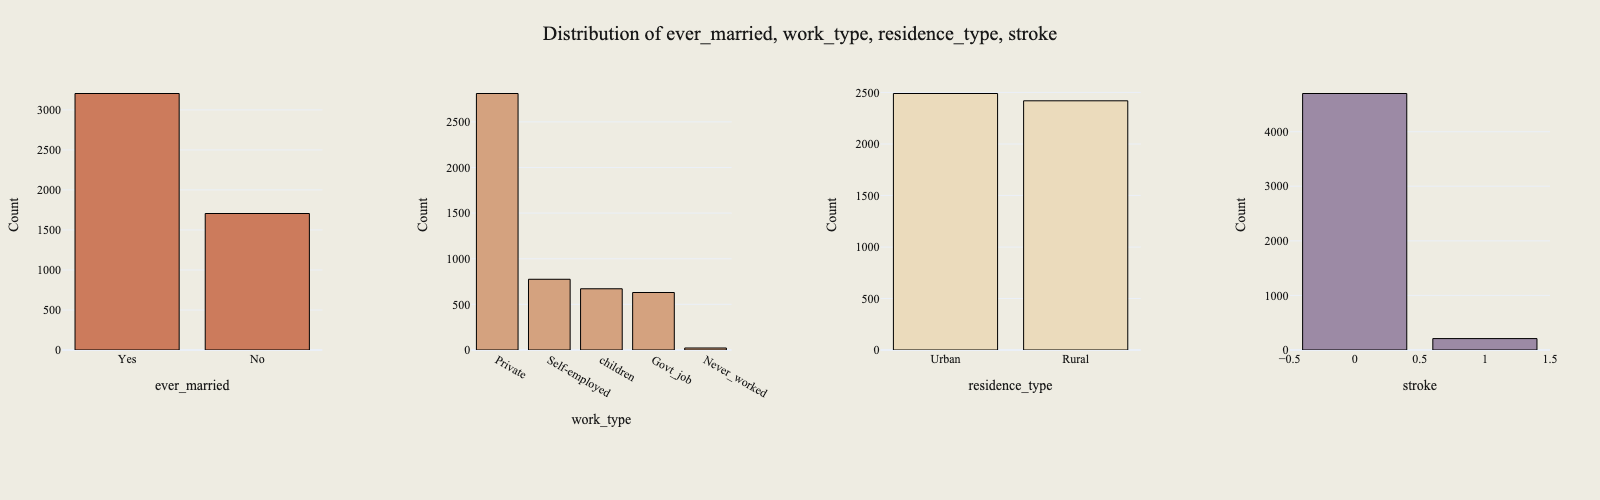 Distribution of ever_married, work_type, residence_type, stroke
Count
3000
2500
2000
1500
1000
500
0
Yes No
ever_married
Count
2500
2000
1500
1000
500
0
Private Self-employed children Govt_job Never_worked
work_type
Count
2500
2000
1500
1000
500
0
Urban Rural
residence_type
Count
4000
3000
2000
1000
0
−0.5 0 0.5 1 1.5
stroke